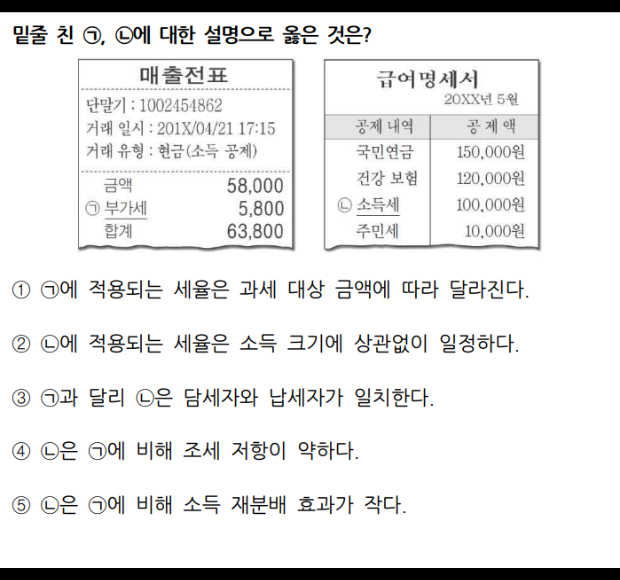 밑줄 친 ㉠, ㉡에 대한 설명으로 옳은 것은?
매출전표
단말기 : 1002454862
거래 일시 : 201X/04/21 17:15
거래 유형 : 현금(소득 공제)
금액 58,000
㉠ 부가세 5,800
합계 63,800
급여명세서
20XX년 5월
공제 내역 공 제 액
국민연금 150,000원
건강 보험 120,000원
㉡ 소득세 100,000원
주민세 10,000원
① ㉠에 적용되는 세율은 과세 대상 금액에 따라 달라진다.
② ㉡에 적용되는 세율은 소득 크기에 상관없이 일정하다.
③ ㉠과 달리 ㉡은 담세자와 납세자가 일치한다.
④ ㉡은 ㉠에 비해 조세 저항이 약하다.
⑤ ㉡은 ㉠에 비해 소득 재분배 효과가 작다.